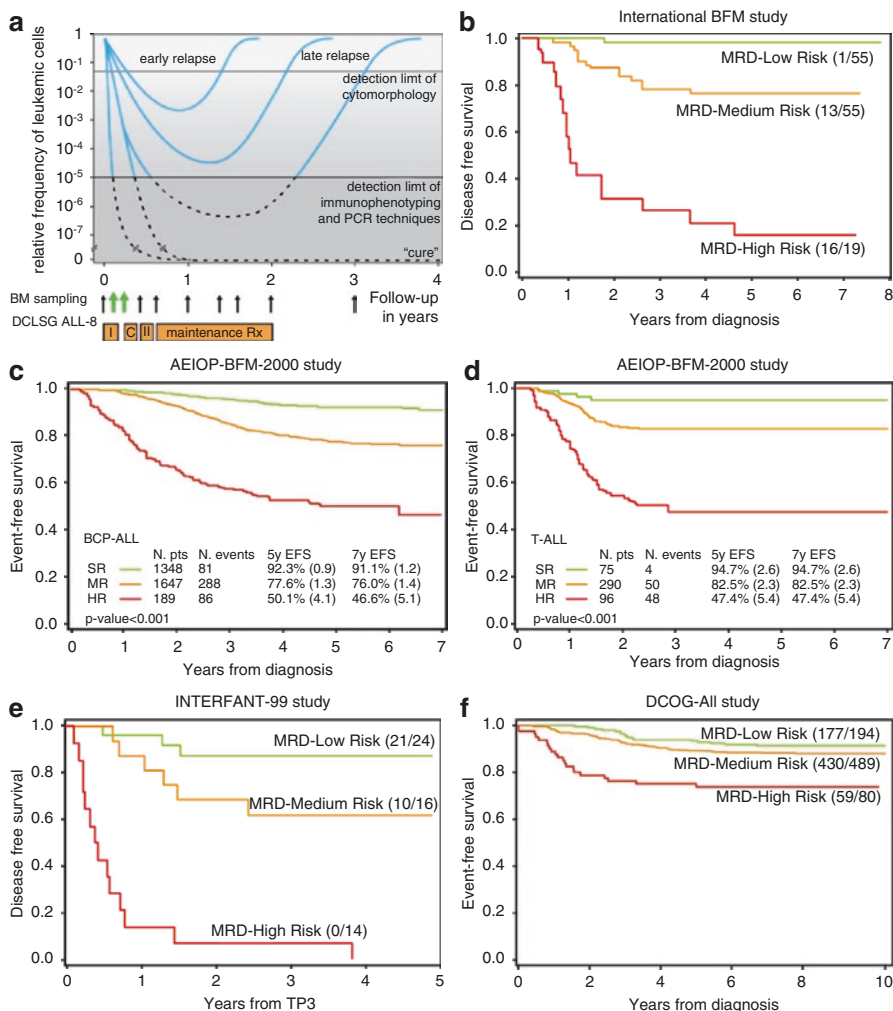 a
relative frequency of leukemic cells
1
10-1
10-2
10-3
10-4
10-5
10-6
10-7
0
early relapse
late relapse
detection limt of
cytomorphology
detection limt of
immunophenotyping
and PCR techniques
"cure"
0 1 2 3 4
BM sampling
Follow-up
in years
DCLSG ALL-8
I C II maintenance Rx
b
International BFM study
Disease free survival
1.0
0.8
0.6
0.4
0.2
0.0
MRD-Low Risk (1/55)
MRD-Medium Risk (13/55)
MRD-High Risk (16/19)
0 1 2 3 4 5 6 7 8
Years from diagnosis
c
AEIOP-BFM-2000 study
Event-free survival
1.0
0.8
0.6
0.4
0.2
0.0
BCP-ALL
N. pts N. events 5y EFS 7y EFS
SR 1348 81 92.3% (0.9) 91.1% (1.2)
MR 1647 288 77.6% (1.3) 76.0% (1.4)
HR 189 86 50.1% (4.1) 46.6% (5.1)
p-value<0.001
0 1 2 3 4 5 6 7
Years from diagnosis
d
AEIOP-BFM-2000 study
Event-free survival
1.0
0.8
0.6
0.4
0.2
0.0
T-ALL
N. pts N. events 5y EFS 7y EFS
SR 75 4 94.7% (2.6) 94.7% (2.6)
MR 290 50 82.5% (2.3) 82.5% (2.3)
HR 96 48 47.4% (5.4) 47.4% (5.4)
p-value<0.001
0 1 2 3 4 5 6 7
Years from diagnosis
e
INTERFANT-99 study
Disease free survival
1.0
0.8
0.6
0.4
0.2
0.0
MRD-Low Risk (21/24)
MRD-Medium Risk (10/16)
MRD-High Risk (0/14)
0 1 2 3 4 5
Years from TP3
f
DCOG-All study
Event-free survival
1.0
0.8
0.6
0.4
0.2
0.0
MRD-Low Risk (177/194)
MRD-Medium Risk (430/489)
MRD-High Risk (59/80)
0 2 4 6 8 10
Years from diagnosis